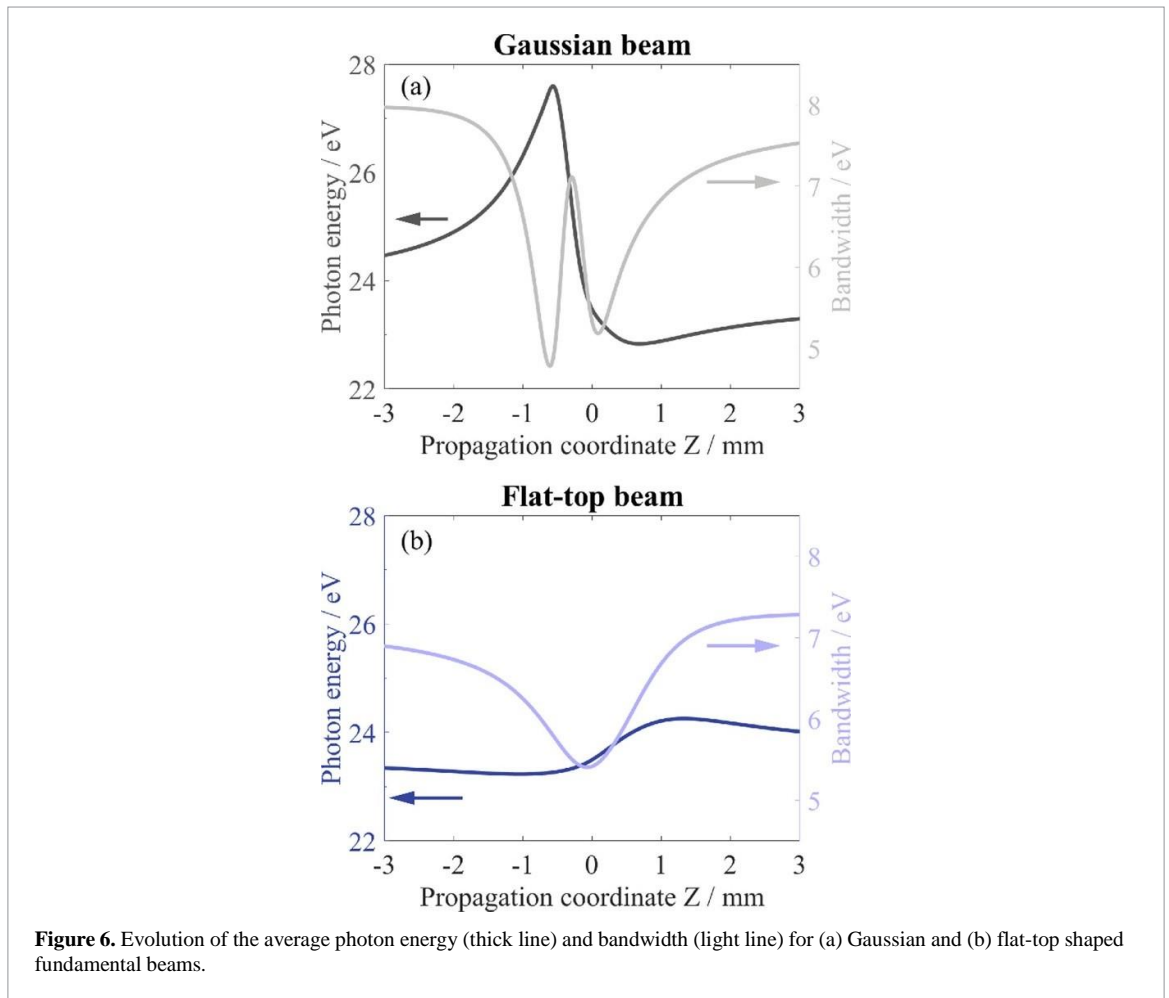 Gaussian beam
(a)
28
26
24
22
Photon energy / eV
8
7
6
5
Bandwidth / eV
-3 -2 -1 0 1 2 3
Propagation coordinate Z / mm
Flat-top beam
(b)
28
26
24
22
Photon energy / eV
8
7
6
5
Bandwidth / eV
-3 -2 -1 0 1 2 3
Propagation coordinate Z / mm
Figure 6. Evolution of the average photon energy (thick line) and bandwidth (light line) for (a) Gaussian and (b) flat-top shaped
fundamental beams.